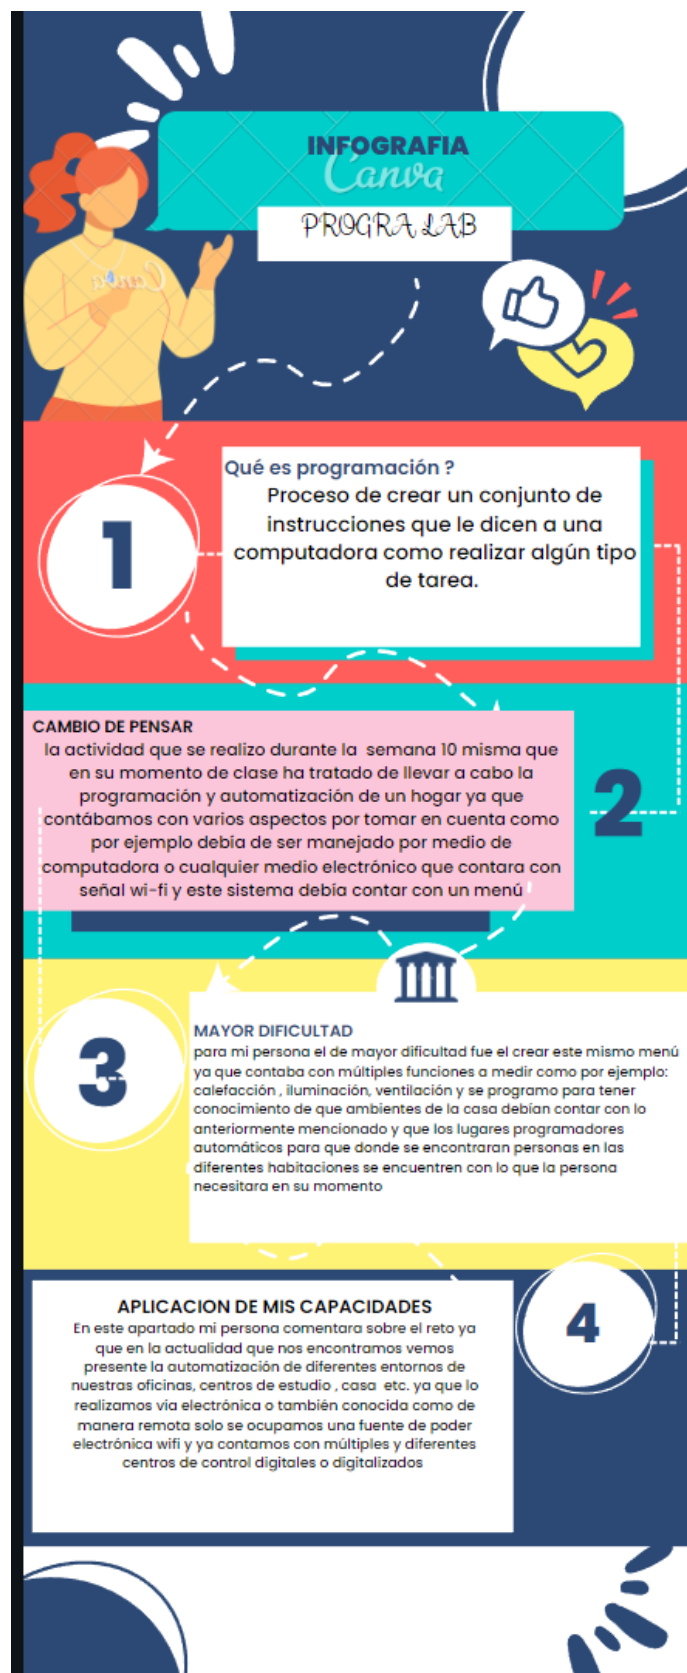 INFOGRAFIA
Canva
PROGRA LAB
Canva
1
Qué es programación ?
Proceso de crear un conjunto de
instrucciones que le dicen a una
computadora como realizar algún tipo
de tarea.
CAMBIO DE PENSAR
la actividad que se realizo durante la semana 10 misma que
en su momento de clase ha tratado de llevar a cabo la
programación y automatización de un hogar ya que
contábamos con varios aspectos por tomar en cuenta como
por ejemplo debía de ser manejado por medio de
computadora o cualquier medio electrónico que contara con
señal wi-fi y este sistema debía contar con un menú
2
3
MAYOR DIFICULTAD
para mi persona el de mayor dificultad fue el crear este mismo menú
ya que contaba con múltiples funciones a medir como por ejemplo:
calefacción , iluminación, ventilación y se programo para tener
conocimiento de que ambientes de la casa debían contar con lo
anteriormente mencionado y que los lugares programadores
automáticos para que donde se encontraran personas en las
diferentes habitaciones se encuentren con lo que la persona
necesitara en su momento
APLICACION DE MIS CAPACIDADES
En este apartado mi persona comentara sobre el reto ya
que en la actualidad que nos encontramos vemos
presente la automatización de diferentes entornos de
nuestras oficinas, centros de estudio , casa etc. ya que lo
realizamos vía electrónica o también conocida como de
manera remota solo se ocupamos una fuente de poder
electrónica wifi y ya contamos con múltiples y diferentes
centros de control digitales o digitalizados
4